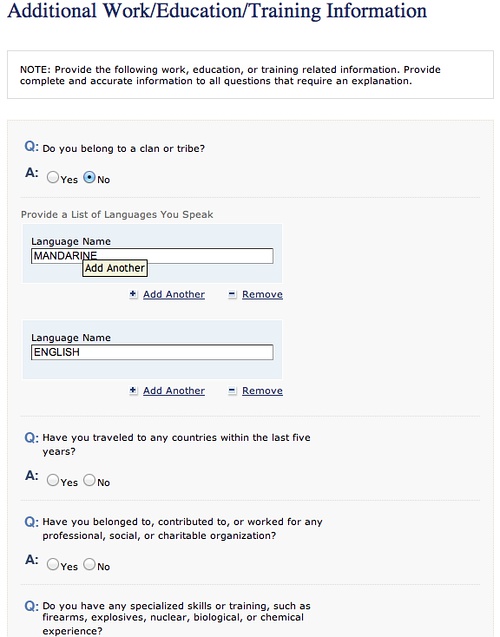 Additional Work/Education/Training Information
NOTE: Provide the following work, education, or training related information. Provide
complete and accurate information to all questions that require an explanation.
Q: Do you belong to a clan or tribe?
A: Yes No
Provide a List of Languages You Speak
Language Name
MANDARINE
Add Another
Add Another Remove
Language Name
ENGLISH
Add Another Remove
Q: Have you traveled to any countries within the last five
years?
A: Yes No
Q: Have you belonged to, contributed to, or worked for any
professional, social, or charitable organization?
A: Yes No
Q: Do you have any specialized skills or training, such as
firearms, explosives, nuclear, biological, or chemical
experience?